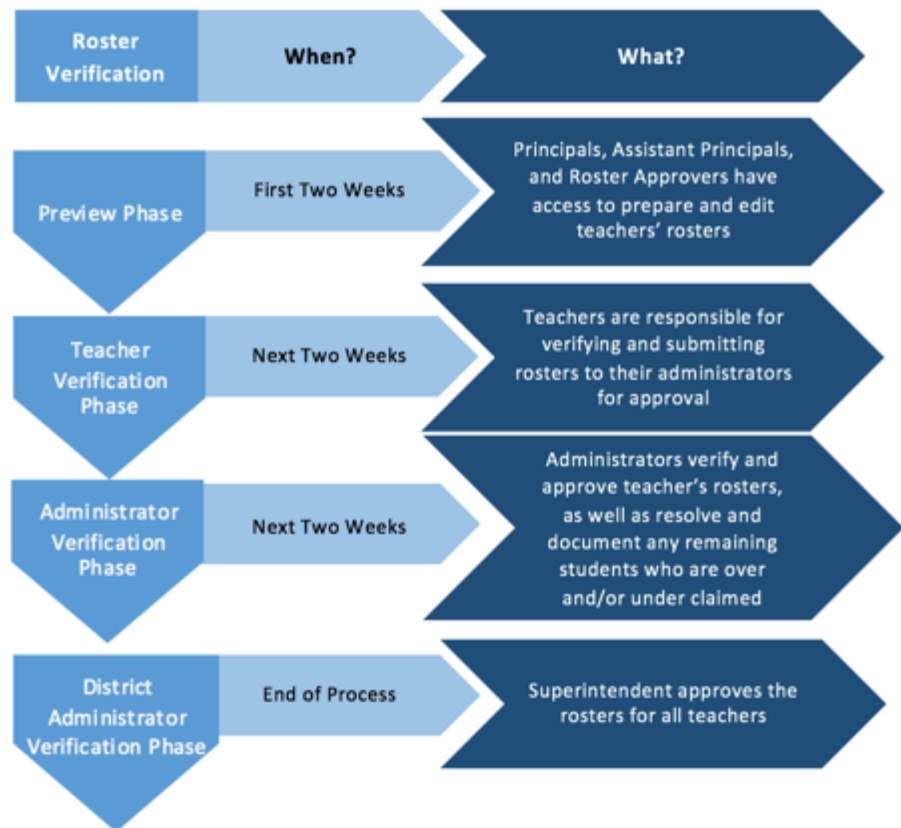 Roster
Verification
When?
What?
Preview Phase
First Two Weeks
Principals, Assistant Principals,
and Roster Approvers have
access to prepare and edit
teachers’ rosters
Teacher
Verification
Phase
Next Two Weeks
Teachers are responsible for
verifying and submitting
rosters to their administrators
for approval
Administrator
Verification
Phase
Next Two Weeks
Administrators verify and
approve teacher’s rosters,
as well as resolve and
document any remaining
students who are over
and/or under claimed
District
Administrator
Verification Phase
End of Process
Superintendent approves the
rosters for all teachers